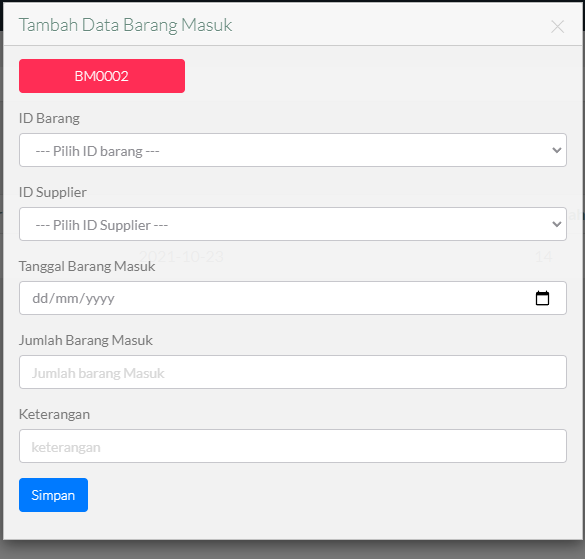 Tambah Data Barang Masuk
×
BM0002
ID Barang
--- Pilih ID barang ---
ID Supplier
--- Pilih ID Supplier ---
2021-10-23 14
Tanggal Barang Masuk
dd/mm/yyyy
Jumlah Barang Masuk
Jumlah barang Masuk
Keterangan
keterangan
Simpan